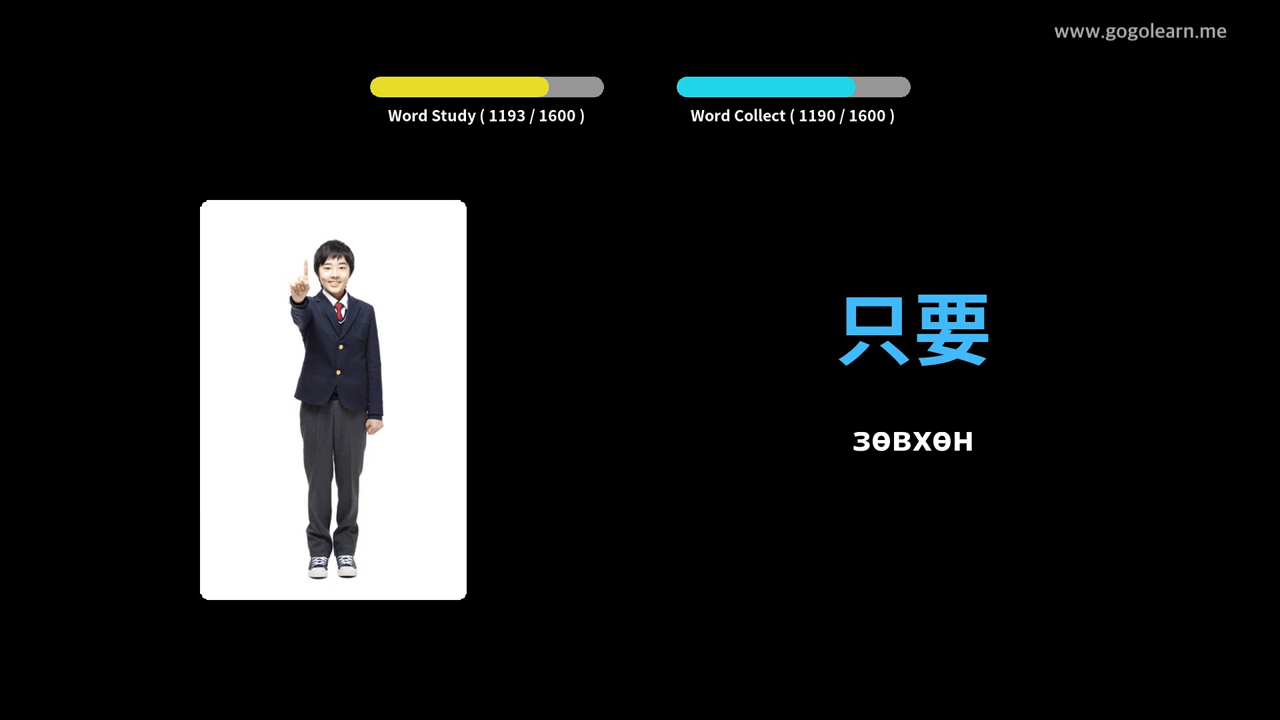 www.gogolearn.me
Word Study ( 1193 / 1600 )
Word Collect ( 1190 / 1600 )
只要
зөвхөн